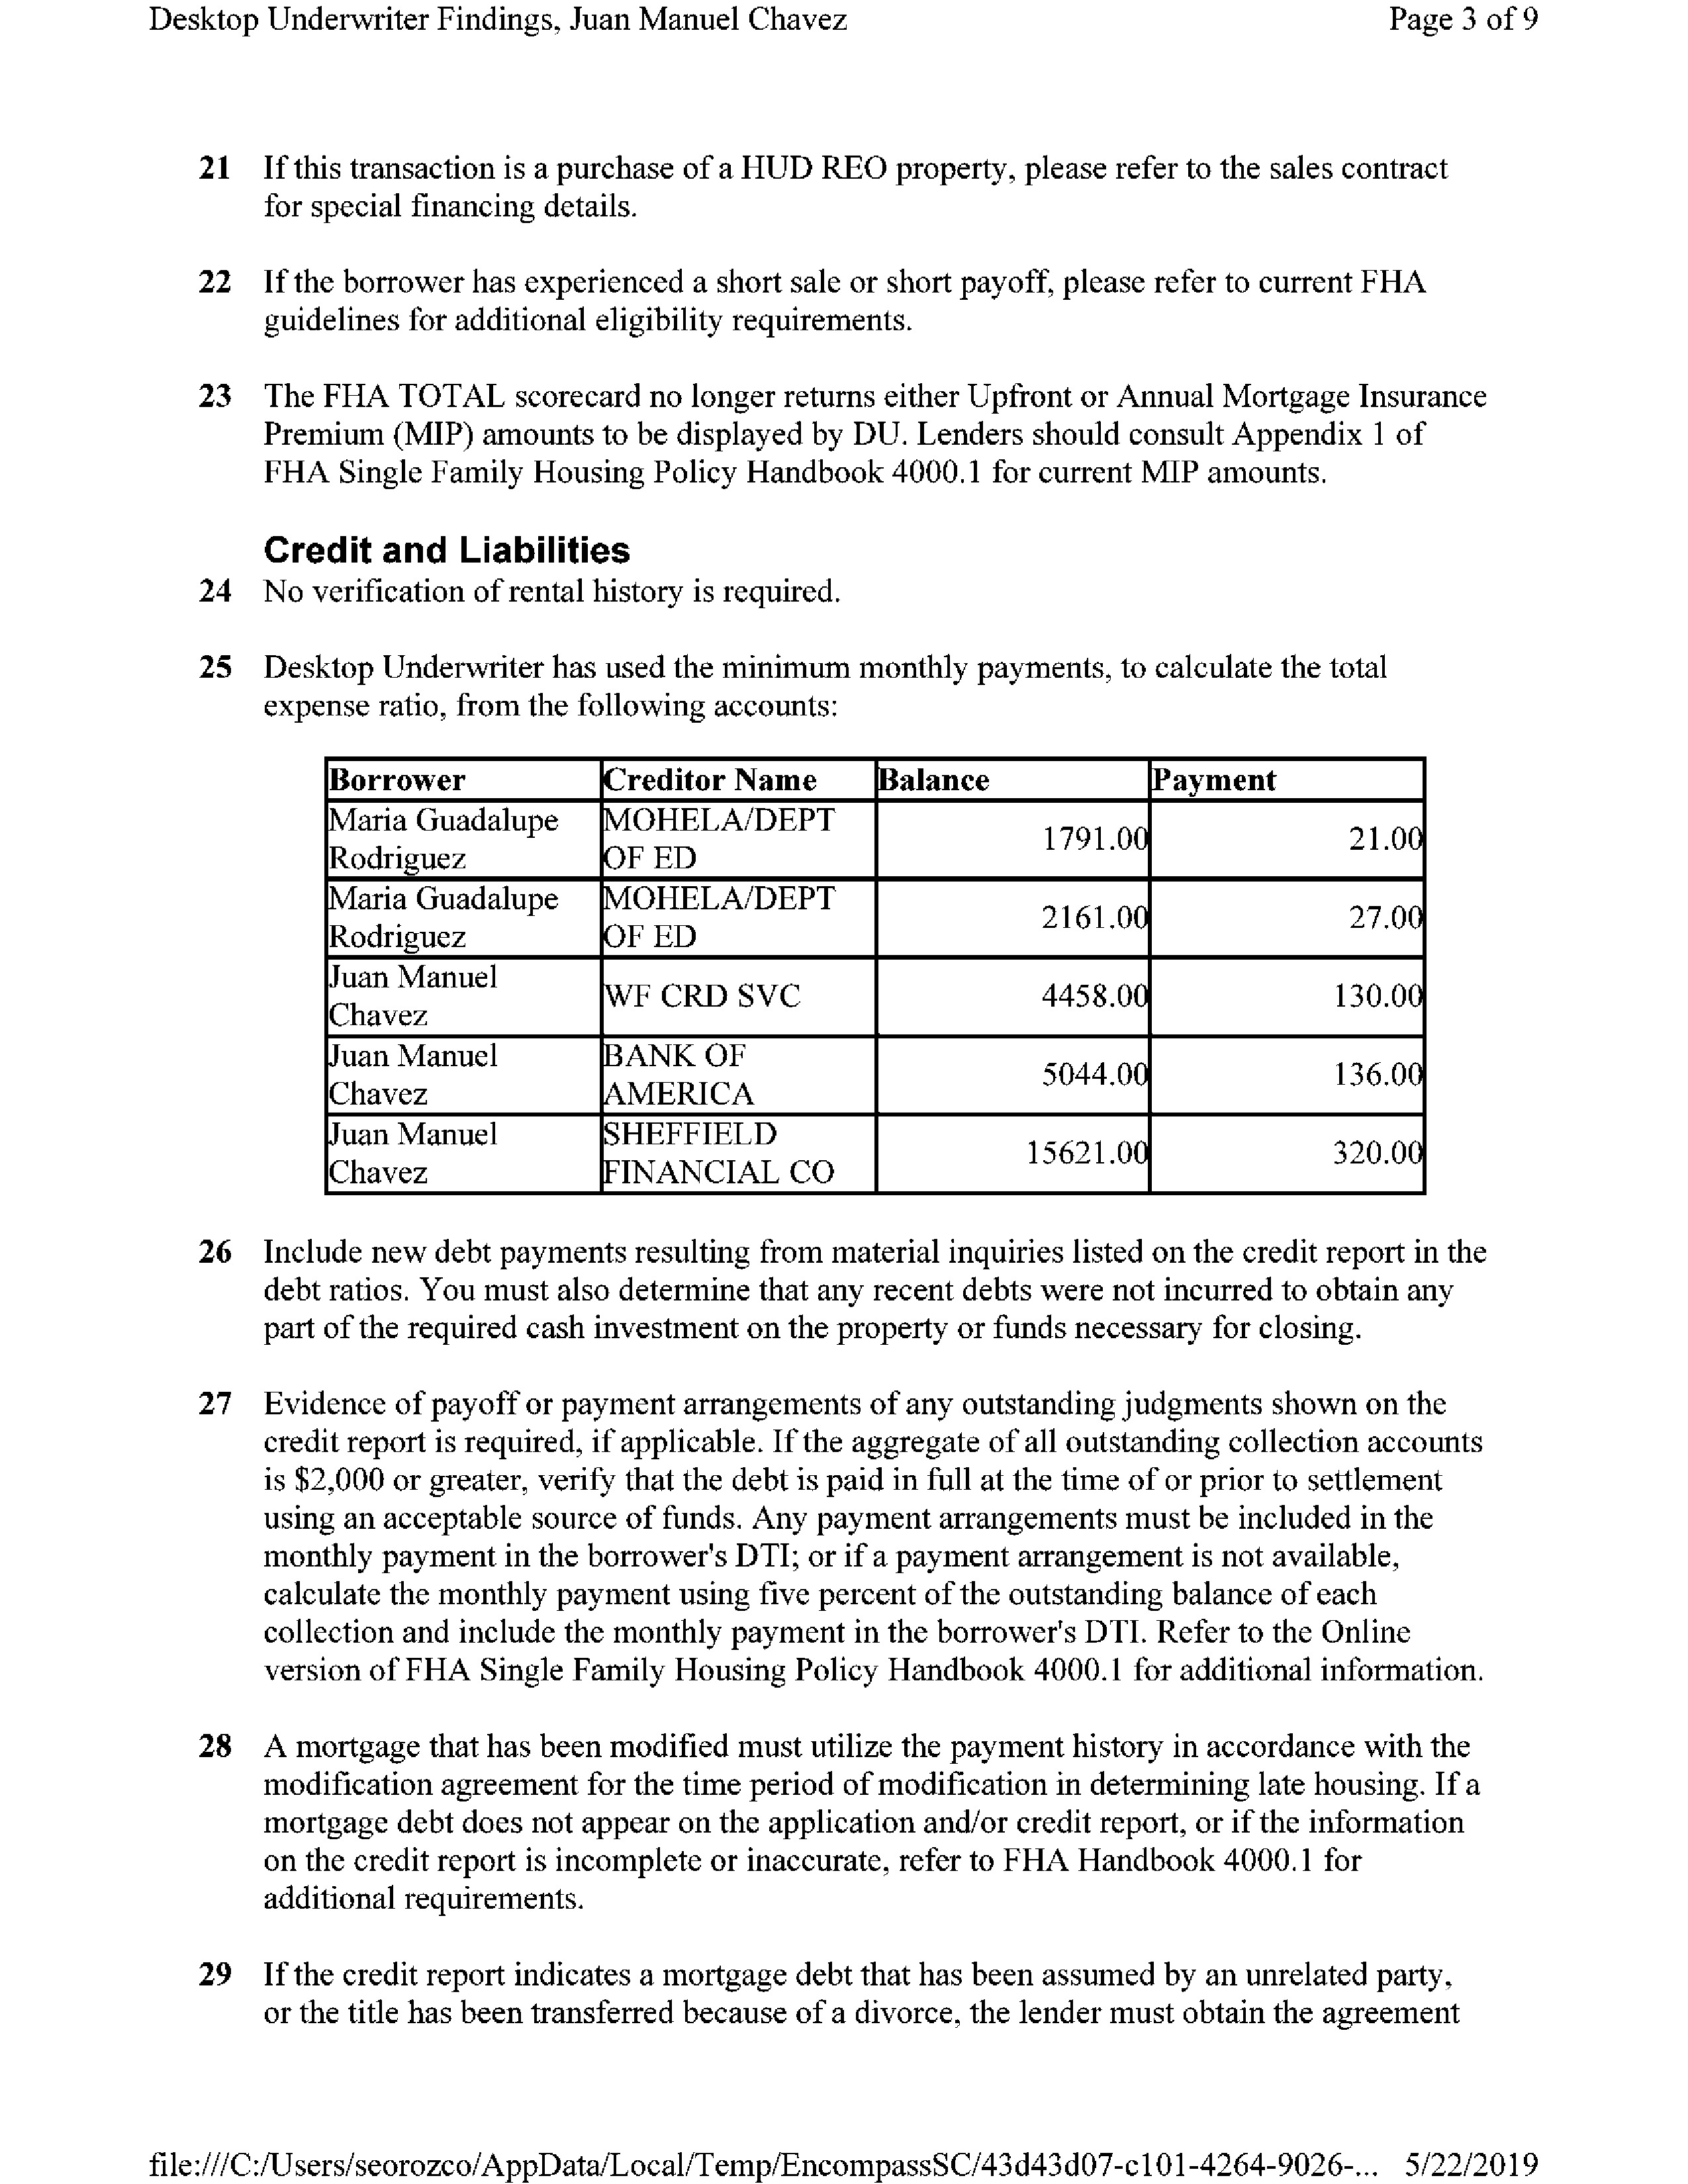 Desktop Underwriter Findings, Juan Manuel Chavez Page 3 of 9
21 If this transaction is a purchase of a HUD REO property, please refer to the sales contract
for special financing details.
22 If the borrower has experienced a short sale or short payoff, please refer to current FHA
guidelines for additional eligibility requirements.
23 The FHA TOTAL scorecard no longer returns either Upfront or Annual Mortgage Insurance
Premium (MIP) amounts to be displayed by DU. Lenders should consult Appendix 1 of
FHA Single Family Housing Policy Handbook 4000.1 for current MIP amounts.
Credit and Liabilities
24 No verification of rental history is required.
25 Desktop Underwriter has used the minimum monthly payments, to calculate the total
expense ratio, from the following accounts:
Borrower Creditor Name Balance Payment
Maria Guadalupe MOHELA/DEPT
Rodriguez OF ED 1791.00 21.00
Maria Guadalupe MOHELA/DEPT
Rodriguez OF ED 2161.00 27.00
Juan Manuel
Chavez WF CRD SVC 4458.00 130.00
Juan Manuel BANK OF
Chavez AMERICA 5044.00 136.00
Juan Manuel SHEFFIELD
Chavez FINANCIAL CO 15621.00 320.00
26 Include new debt payments resulting from material inquiries listed on the credit report in the
debt ratios. You must also determine that any recent debts were not incurred to obtain any
part of the required cash investment on the property or funds necessary for closing.
27 Evidence of payoff or payment arrangements of any outstanding judgments shown on the
credit report is required, if applicable. If the aggregate of all outstanding collection accounts
is $2,000 or greater, verify that the debt is paid in full at the time of or prior to settlement
using an acceptable source of funds. Any payment arrangements must be included in the
monthly payment in the borrower's DTI; or if a payment arrangement is not available,
calculate the monthly payment using five percent of the outstanding balance of each
collection and include the monthly payment in the borrower's DTI. Refer to the Online
version of FHA Single Family Housing Policy Handbook 4000.1 for additional information.
28 A mortgage that has been modified must utilize the payment history in accordance with the
modification agreement for the time period of modification in determining late housing. If a
mortgage debt does not appear on the application and/or credit report, or if the information
on the credit report is incomplete or inaccurate, refer to FHA Handbook 4000.1 for
additional requirements.
29 If the credit report indicates a mortgage debt that has been assumed by an unrelated party,
or the title has been transferred because of a divorce, the lender must obtain the agreement
file:///C:/Users/seorozco/AppData/Local/Temp/EncompassSC/43d43d07-c101-4264-9026-... 5/22/2019